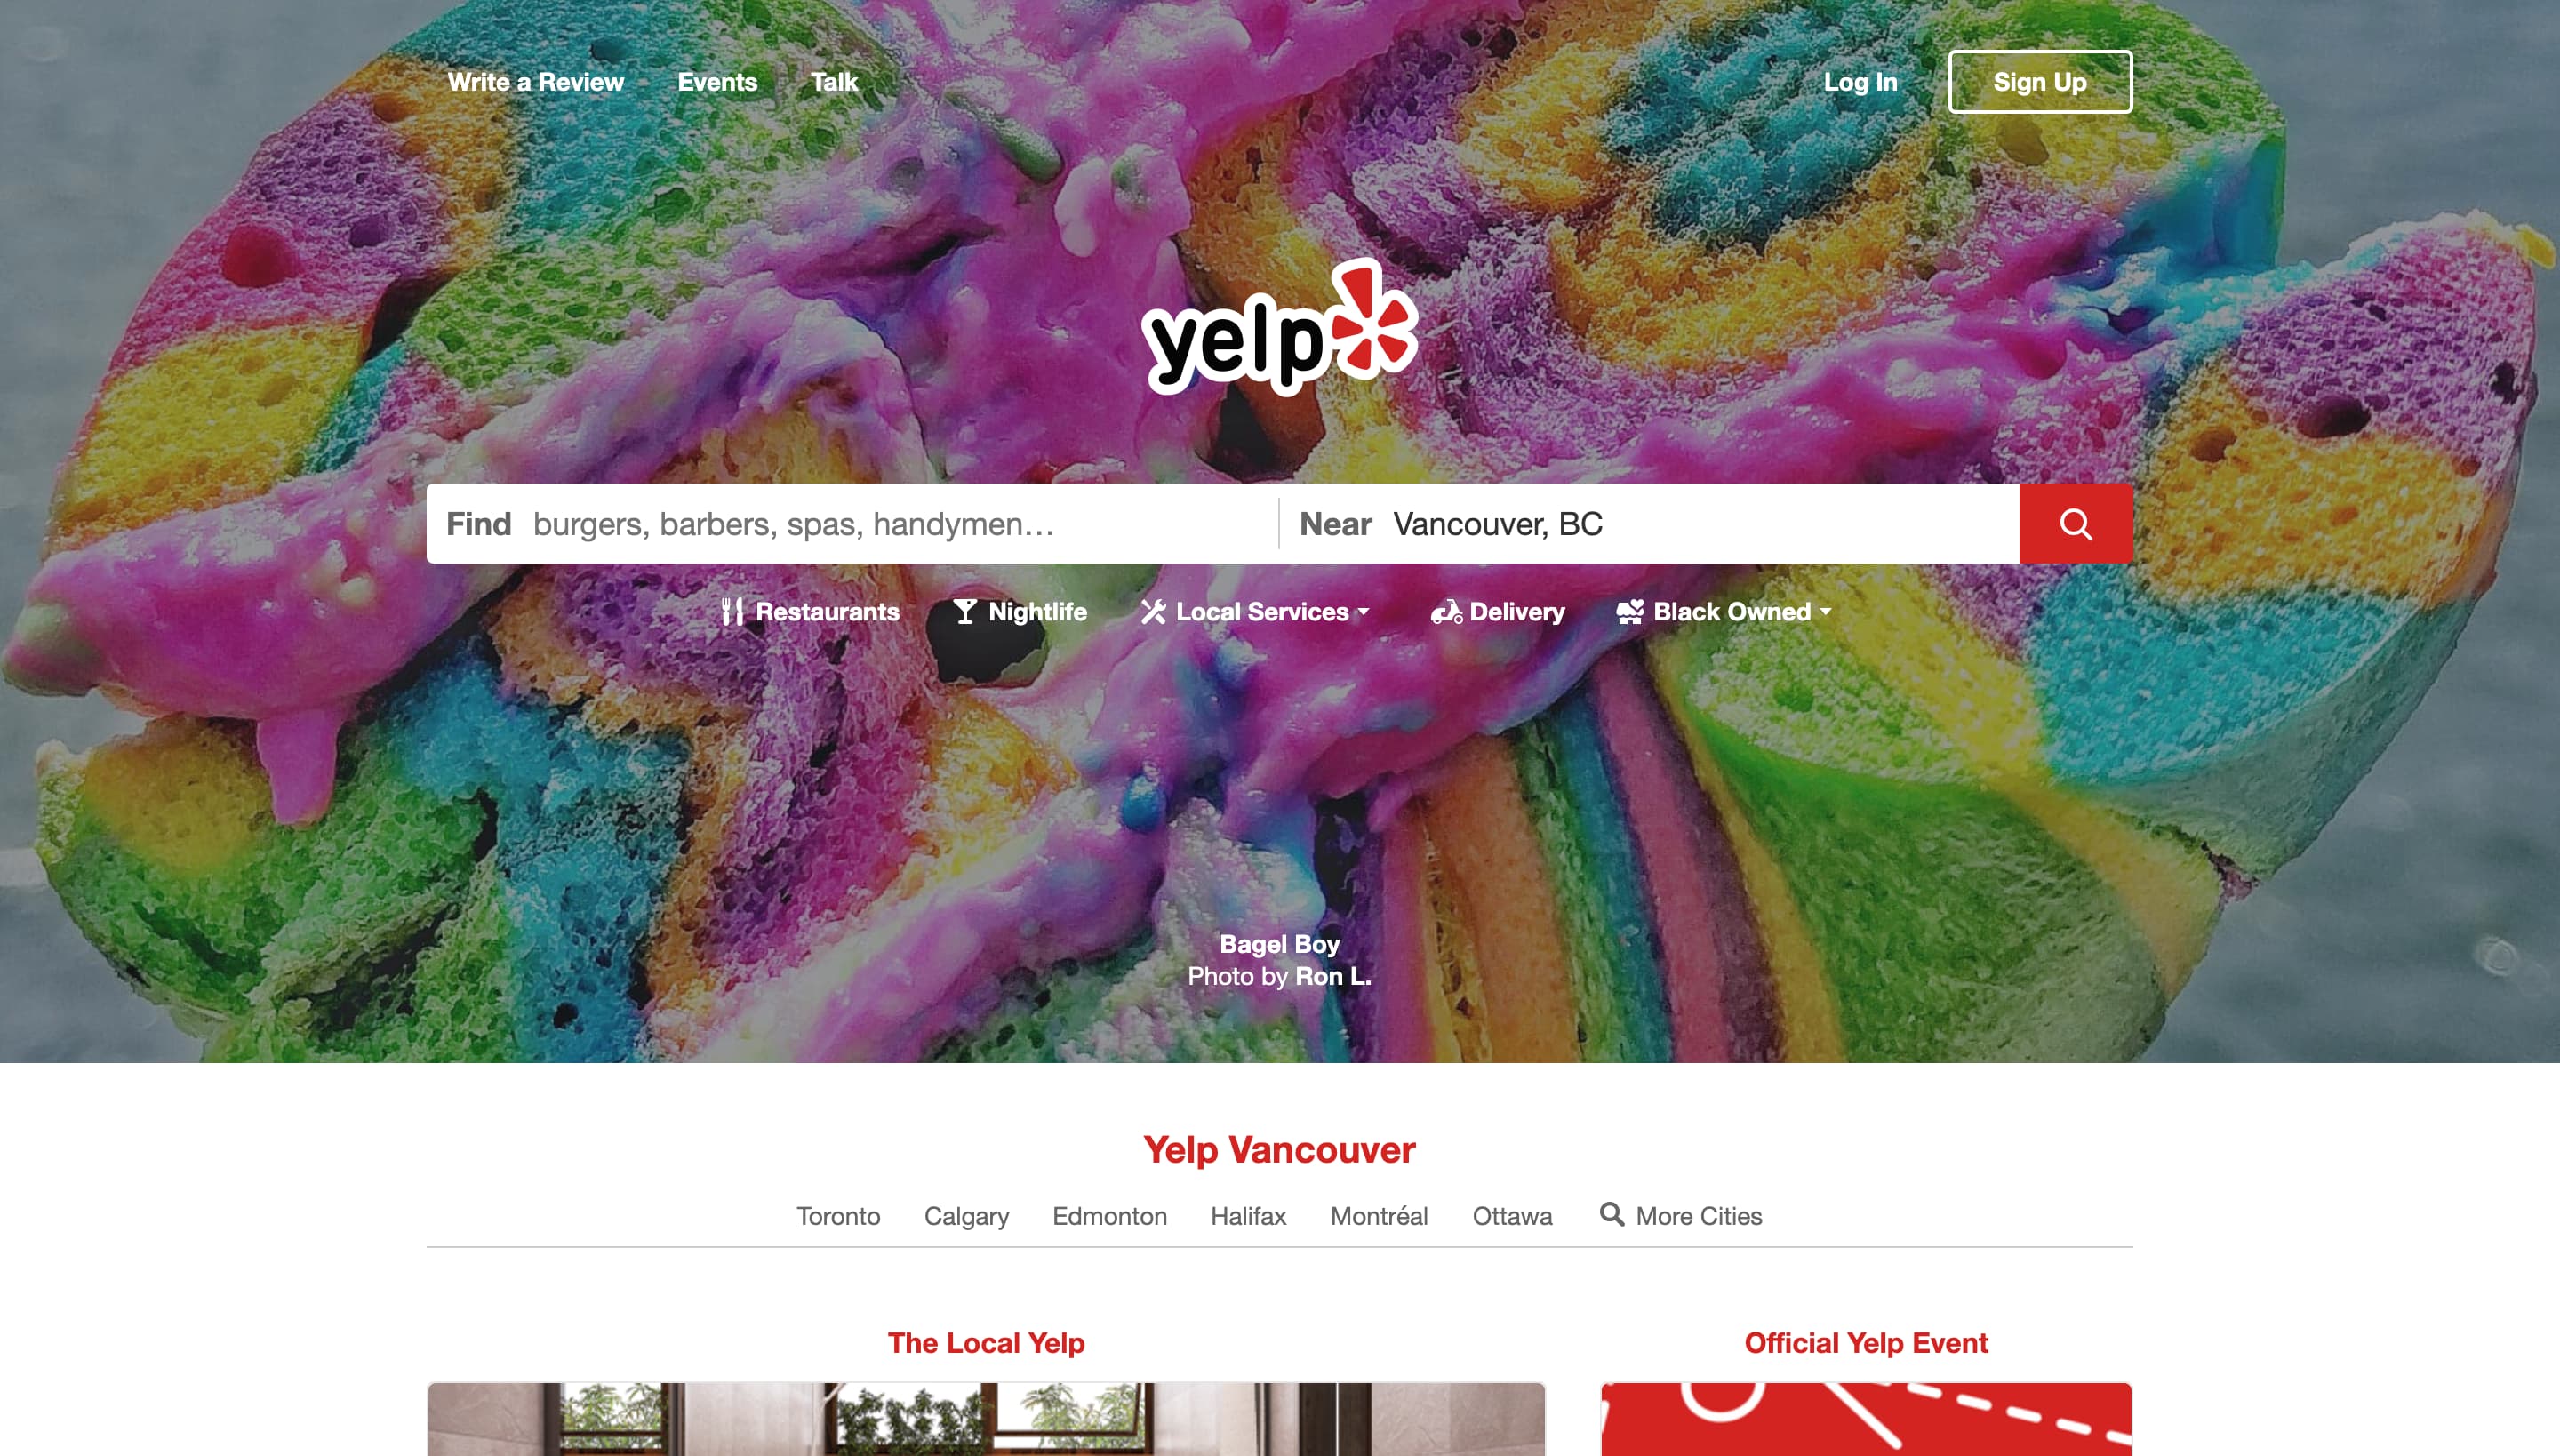 Write a Review Events Talk Log In Sign Up
yelp
Find burgers, barbers, spas, handymen... Near Vancouver, BC
Restaurants Nightlife Local Services Delivery Black Owned
Bagel Boy
Photo by Ron L.
Yelp Vancouver
Toronto Calgary Edmonton Halifax Montréal Ottawa More Cities
The Local Yelp Official Yelp Event